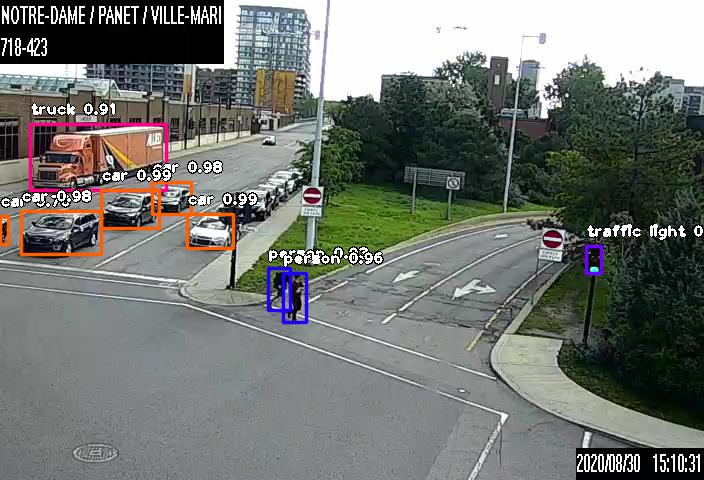 NOTRE-DAME / PANET / VILLE-MARI
718-423
truck 0.91
car 0.98
car 0.99
car 0.98
car 0.99
person 0.96
traffic light 0
2020/08/30 15:10:31